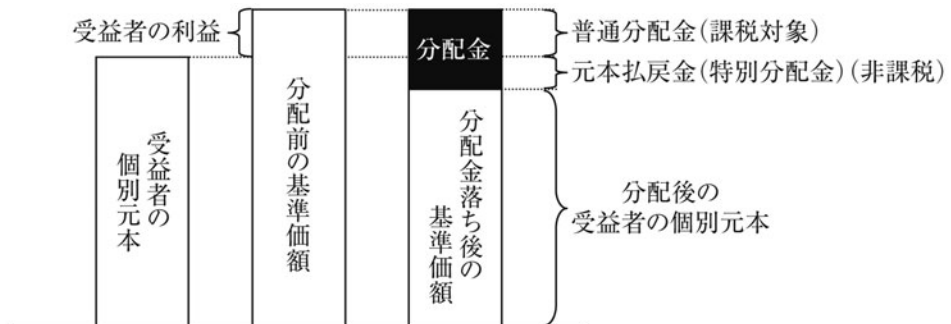 受益者の利益
受益者の
個別元本
分配前の基準価額
分配金
分配金落ち後の
基準価額
普通分配金(課税対象)
元本払戻金(特別分配金)(非課税)
分配後の
受益者の個別元本